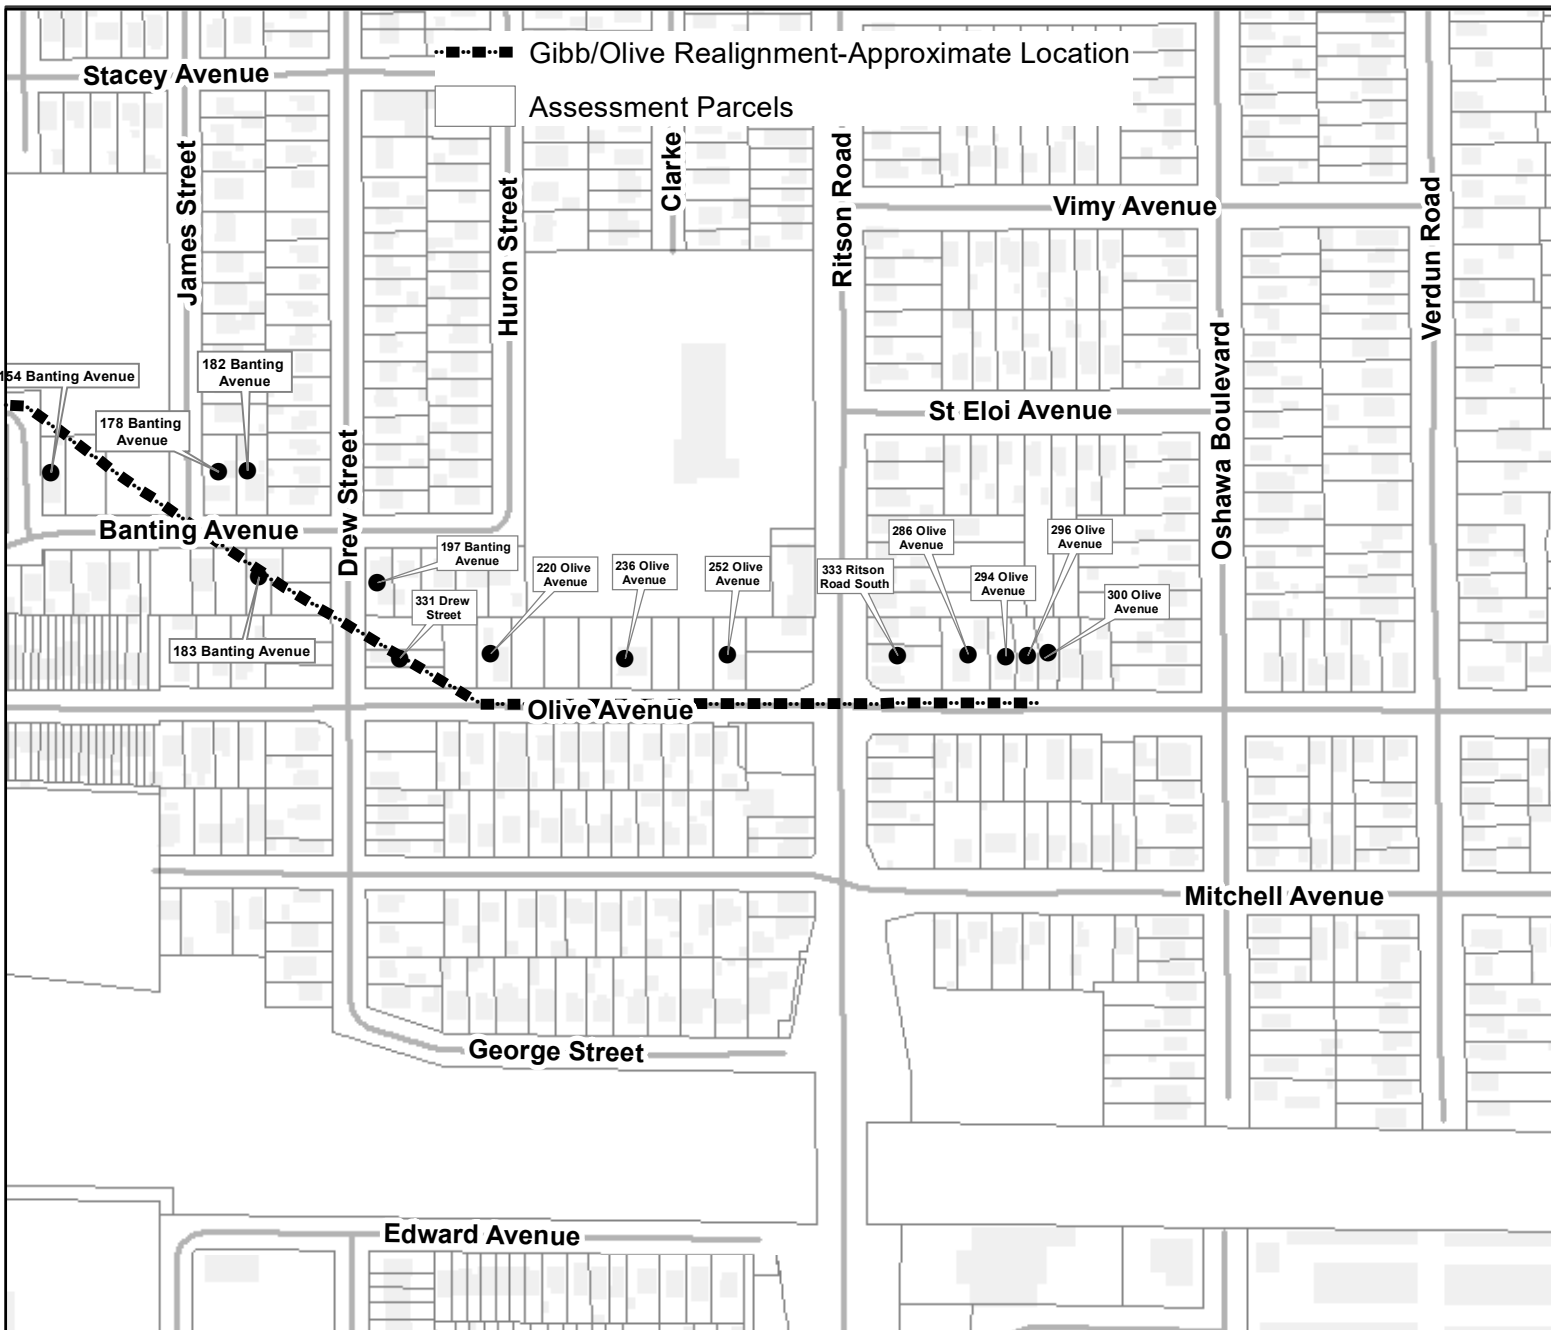 Gibb/Olive Realignment-Approximate Location
Stacey Avenue
Assessment Parcels
James Street
Huron Street
Clarke
Ritson Road
Vimy Avenue
Verdun Road
154 Banting Avenue
182 Banting
Avenue
178 Banting
Avenue
St Eloi Avenue
Oshawa Boulevard
Drew Street
Banting Avenue
197 Banting
Avenue
220 Olive
Avenue
236 Olive
Avenue
252 Olive
Avenue
333 Ritson
Road South
286 Olive
Avenue
294 Olive
Avenue
296 Olive
Avenue
300 Olive
Avenue
331 Drew
Street
183 Banting Avenue
Olive Avenue
Mitchell Avenue
George Street
Edward Avenue